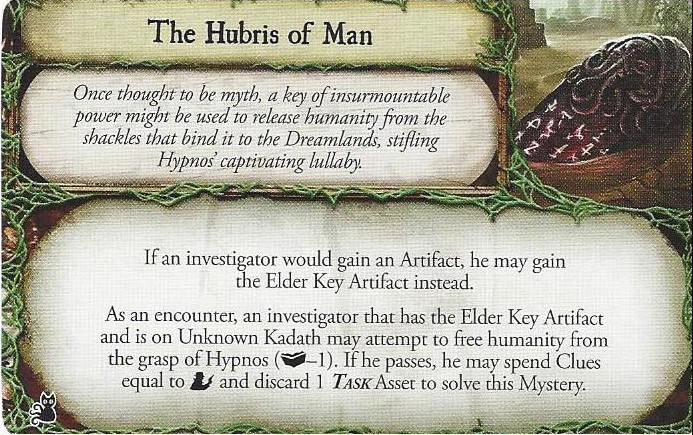 The Hubris of Man
Once thought to be myth, a key of insurmountable
power might be used to release humanity from the
shackles that bind it to the Dreamlands, stifling
Hypnos' captivating lullaby.
If an investigator would gain an Artifact, he may gain
the Elder Key Artifact instead.
As an encounter, an investigator that has the Elder Key Artifact
and is on Unknown Kadath may attempt to free humanity from
the grasp of Hypnos (–1). If he passes, he may spend Clues
equal to and discard 1 TASK Asset to solve this Mystery.